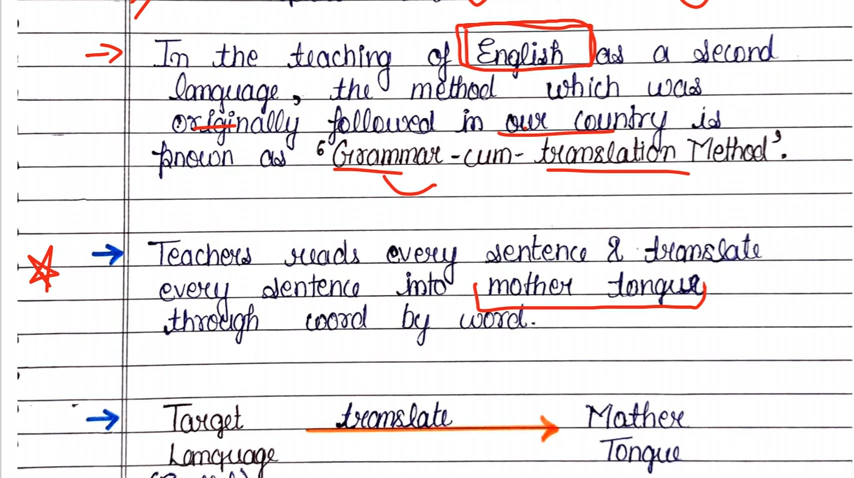 → In the teaching of English as a second
language, the method which was
originally followed in our country is
known as 'Grammar-cum-translation Method'.
→ Teachers reads every sentence & translate
every sentence into mother tongue
through word by word.
→ Target translate → Mother
Language Tongue